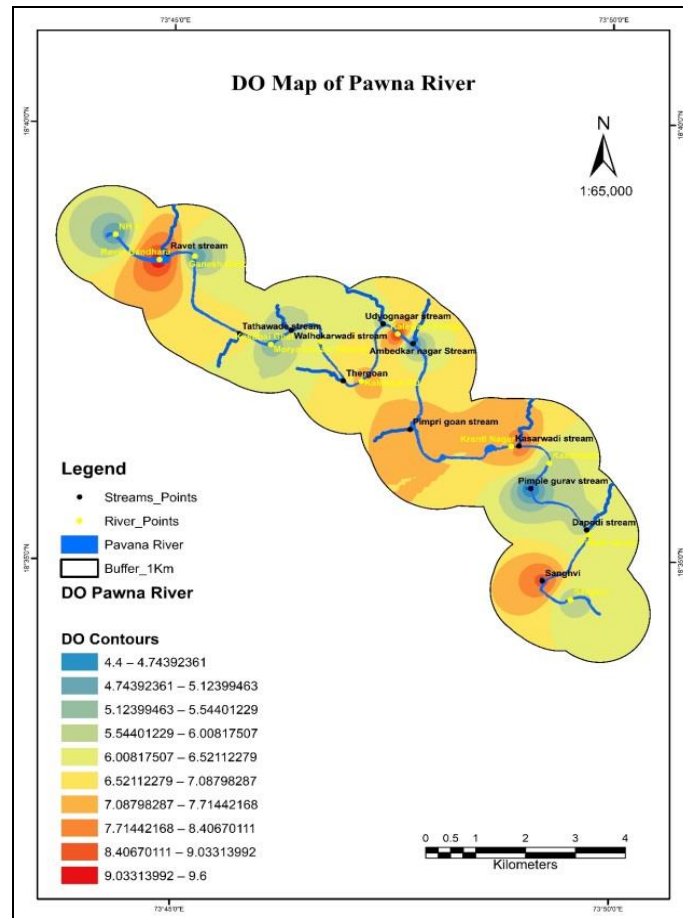 73°45'0"E
73°50'0"E
DO Map of Pawna River
18°40'0"N
18°40'0"N
N
1:65,000
NH
Ravet stream
Udyognagar stream
Tathawade stream
Walhekarwadi stream
Ambedkar nagar Stream
Thergoan
Pimpri goan stream
Kranti Nagar
Kasarwadi stream
Pimple gurav stream
Dapodi stream
Sanghvi
18°35'0"N
18°35'0"N
Legend
Streams_Points
River_Points
Pavana River
Buffer_1Km
DO Pawna River
DO Contours
4.4 – 4.74392361
4.74392361 – 5.12399463
5.12399463 – 5.54401229
5.54401229 – 6.00817507
6.00817507 – 6.52112279
6.52112279 – 7.08798287
7.08798287 – 7.71442168
7.71442168 – 8.40670111
8.40670111 – 9.03313992
9.03313992 – 9.6
0 0.5 1 2 3 4
Kilometers
73°45'0"E
73°50'0"E